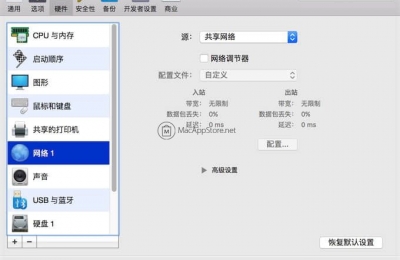 通用 选项 硬件 安全性 备份 开发者设置 商业
CPU 与内存
启动顺序
图形
鼠标和键盘
共享的打印机
网络 1
声音
USB 与蓝牙
硬盘 1
源： 共享网络
网络调节器
配置文件： 自定义
入站 出站
带宽： 无限制 带宽： 无限制
数据包丢失： 0% 数据包丢失： 0%
延迟： 0 ms 延迟： 0 ms
MacAppStore.net
配置...
高级设置
恢复默认设置